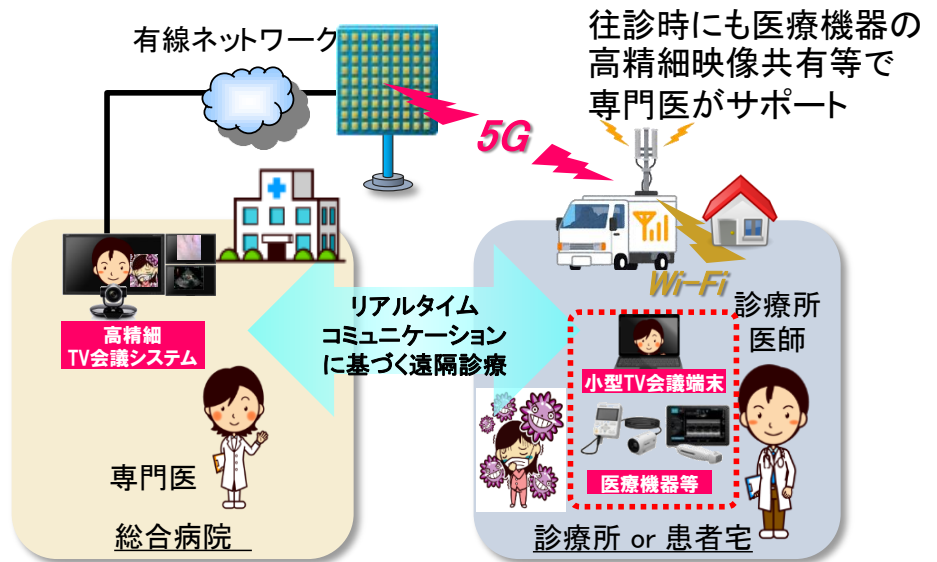 有線ネットワーク
往診時にも医療機器の
高精細映像共有等で
専門医がサポート
5G
Wi-Fi
高精細
TV会議システム
リアルタイム
コミュニケーション
に基づく遠隔診療
診療所
医師
小型TV会議端末
医療機器等
専門医
総合病院
診療所 or 患者宅